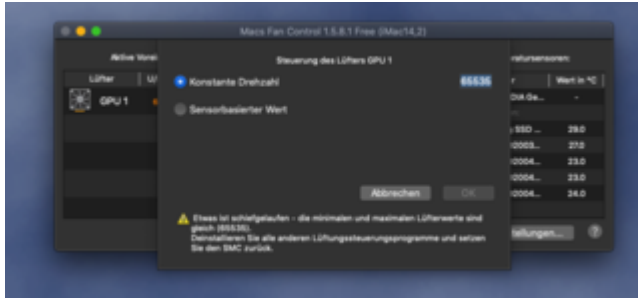 Macs Fan Control 1.5.8.1 Free (iMac14,2)
Steuerung des Lüfters GPU 1
Konstante Drehzahl
65535
Sensorbasierter Wert
Abbrechen
OK
Etwas ist schiefgelaufen - die minimalen und maximalen Lüfterwerte sind
gleich (65535).
Deinstallieren Sie alle anderen Lüftungssteuerungsprogramme und setzen
Sie den SMC zurück.
Aktive
Lüfter
GPU 1
Wert in °C
-
SSD ... 29.0
27.0
23.0
23.0
24.0
?